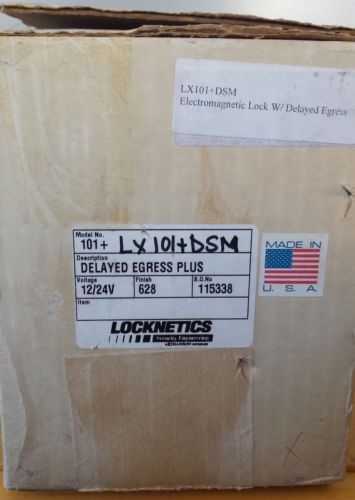 LX101+DSM
Electromagnetic Lock W/ Delayed Egress
Model No.
101+ LX101+DSM
Description
DELAYED EGRESS PLUS
Voltage Finish S.O.No
12/24V 628 115338
Item
LOCKNETICS
Security Engineering
MADE IN
U. S. A.